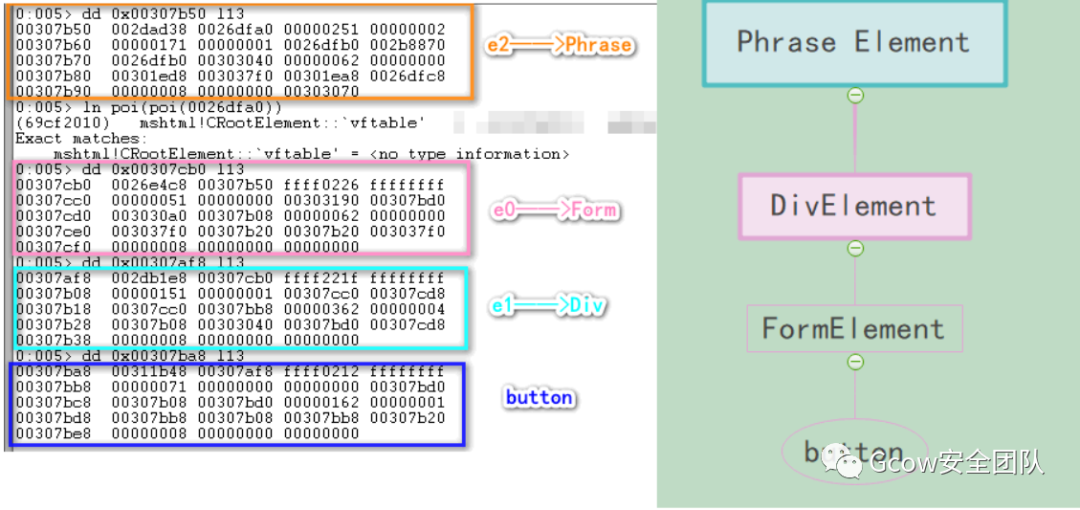 0:005> dd 0x00307b50 l13
00307b50  002dad38 0026dfa0 00000251 00000002
00307b60  00000171 00000001 0026dfb0 002b8870
00307b70  0026dfb0 00303040 00000062 00000000
00307b80  00301ed8 003037f0 00301ea8 0026dfc8
00307b90  00000008 00000000 00303070
0:005> ln poi(poi(0026dfa0))
(69cf2010)   mshtml!CRootElement::`vftable'
Exact matches:
    mshtml!CRootElement::`vftable' = <no type information>
0:005> dd 0x00307cb0 l13
00307cb0  0026e4c8 00307b50 ffff0226 ffffffff
00307cc0  00000051 00000000 00303190 00307bd0
00307cd0  003030a0 00307b08 00000062 00000000
00307ce0  003037f0 00307b20 00307b20 003037f0
00307cf0  00000008 00000000 00000000
0:005> dd 0x00307af8 l13
00307af8  002db1e8 00307cb0 ffff221f ffffffff
00307b08  00000151 00000001 00307cc0 00307cd8
00307b18  00307cc0 00307bb8 00000362 00000004
00307b28  00307b08 00303040 00307bd0 00307cd8
00307b38  00000008 00000000 00000000
0:005> dd 0x00307ba8 l13
00307ba8  00311b48 00307af8 ffff0212 ffffffff
00307bb8  00000071 00000000 00000000 00307bd0
00307bc8  00307b08 00307bd0 00000162 00000001
00307bd8  00307bb8 00307b08 00307bb8 00307b20
00307be8  00000008 00000000 00000000
e2--->Phrase
e0--->Form
e1--->Div
button
Phrase Element
DivElement
FormElement
button
Gcow安全团队